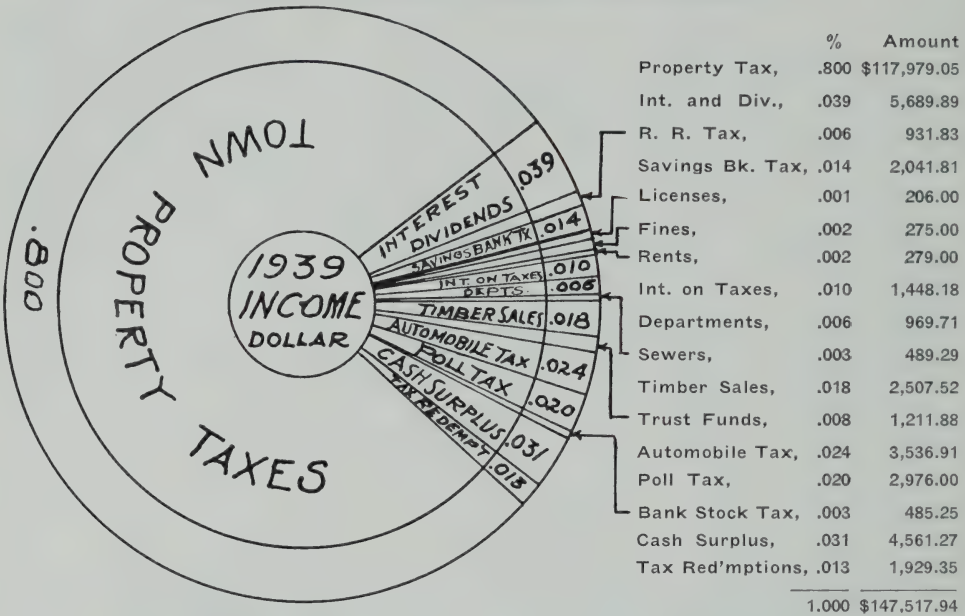 TOWN
PROPERTY
TAXES
.800
1939
INCOME
DOLLAR
INTEREST
DIVIDENDS
.039
SAVINGS BANK TX
.014
INT. ON TAXES
.010
DEPTS.
.006
TIMBER SALES
.018
AUTOMOBILE TAX
.024
POLL TAX
.020
CASH SURPLUS
.031
TAX REDEMPT
.013
% Amount
Property Tax, .800 $117,979.05
Int. and Div., .039 5,689.89
R. R. Tax, .006 931.83
Savings Bk. Tax, .014 2,041.81
Licenses, .001 206.00
Fines, .002 275.00
Rents, .002 279.00
Int. on Taxes, .010 1,448.18
Departments, .006 969.71
Sewers, .003 489.29
Timber Sales, .018 2,507.52
Trust Funds, .008 1,211.88
Automobile Tax, .024 3,536.91
Poll Tax, .020 2,976.00
Bank Stock Tax, .003 485.25
Cash Surplus, .031 4,561.27
Tax Red'mptions, .013 1,929.35
1.000 $147,517.94